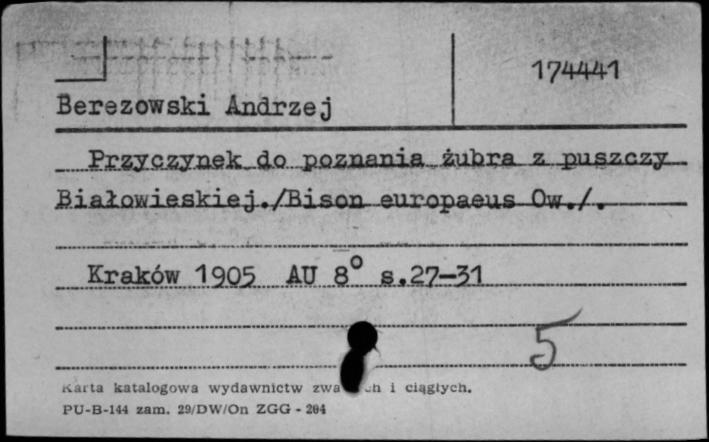 174441
Berezowski Andrzej
Przyczynek do poznania żubra z puszczy
Białowieskiej./Bison europaeus Ow./.
Kraków 1905 AU 8° s.27-31
5
Karta katalogowa wydawnictw i ciągłych.
PU-B-144 zam. 29/DW/On ZGG - 204